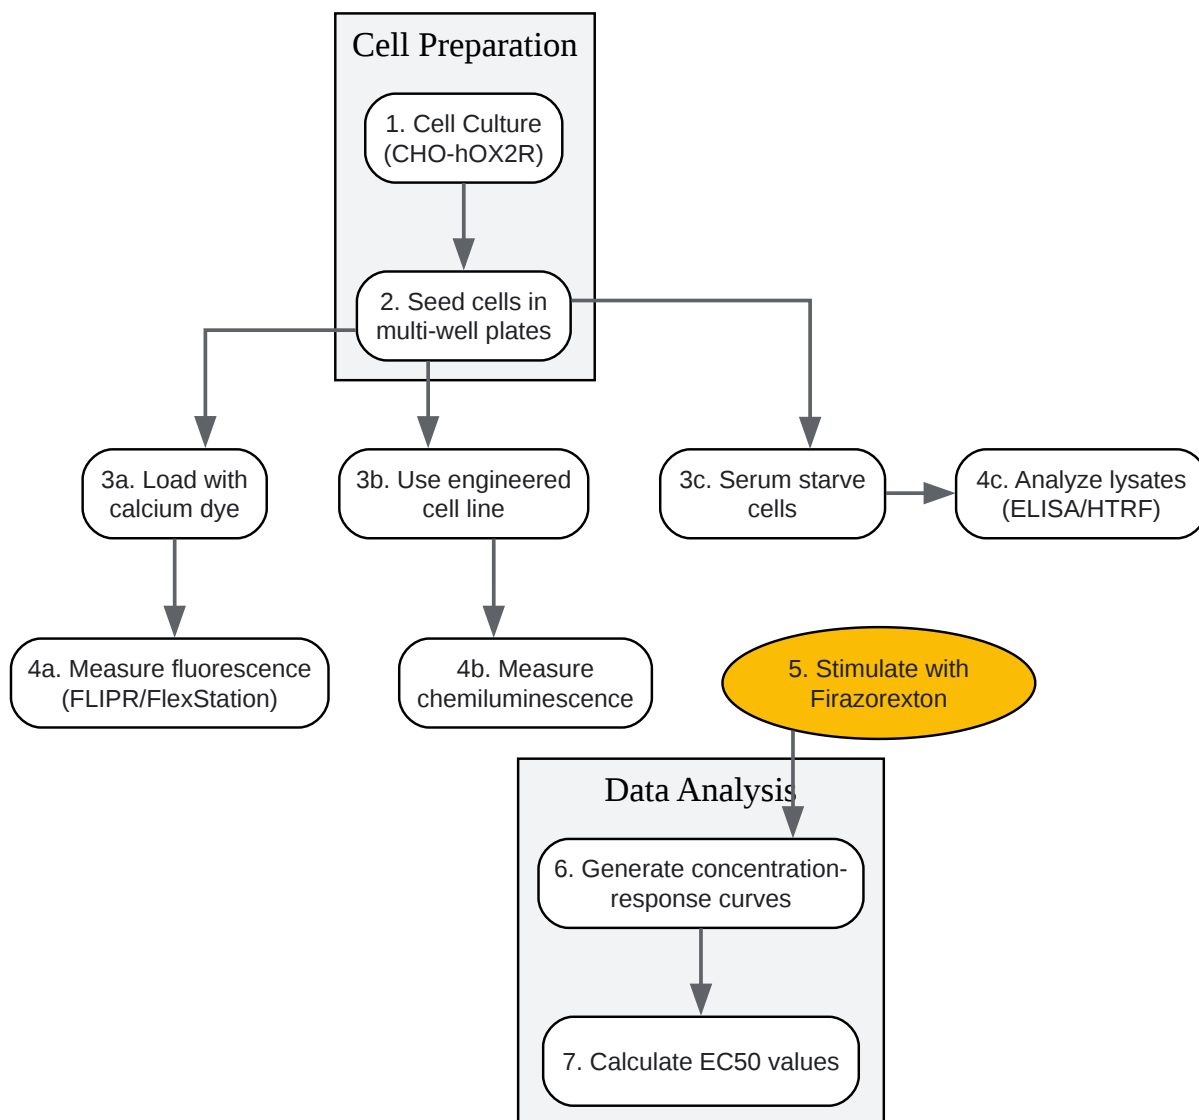 Cell Preparation
1. Cell Culture
(CHO-hOX2R)
2. Seed cells in
multi-well plates
3a. Load with
calcium dye
3b. Use engineered
cell line
3c. Serum starve
cells
4c. Analyze lysates
(ELISA/HTRF)
4a. Measure fluorescence
(FLIPR/FlexStation)
4b. Measure
chemiluminescence
5. Stimulate with
Firazorexton
Data Analysis
6. Generate concentration-
response curves
7. Calculate EC50 values